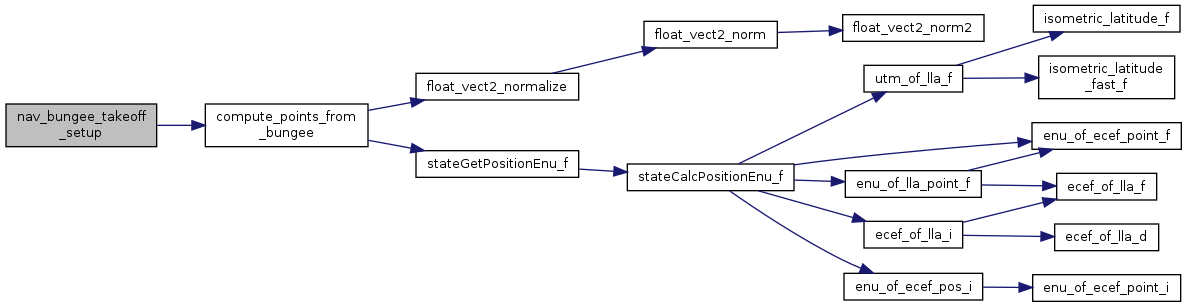 nav_bungee_takeoff
_setup
compute_points_from
_bungee
float_vect2_normalize
stateGetPositionEnu_f
float_vect2_norm
stateCalcPositionEnu_f
float_vect2_norm2
utm_of_lla_f
enu_of_lla_point_f
ecef_of_lla_i
enu_of_ecef_pos_i
isometric_latitude_f
isometric_latitude
_fast_f
enu_of_ecef_point_f
ecef_of_lla_f
ecef_of_lla_d
enu_of_ecef_point_i